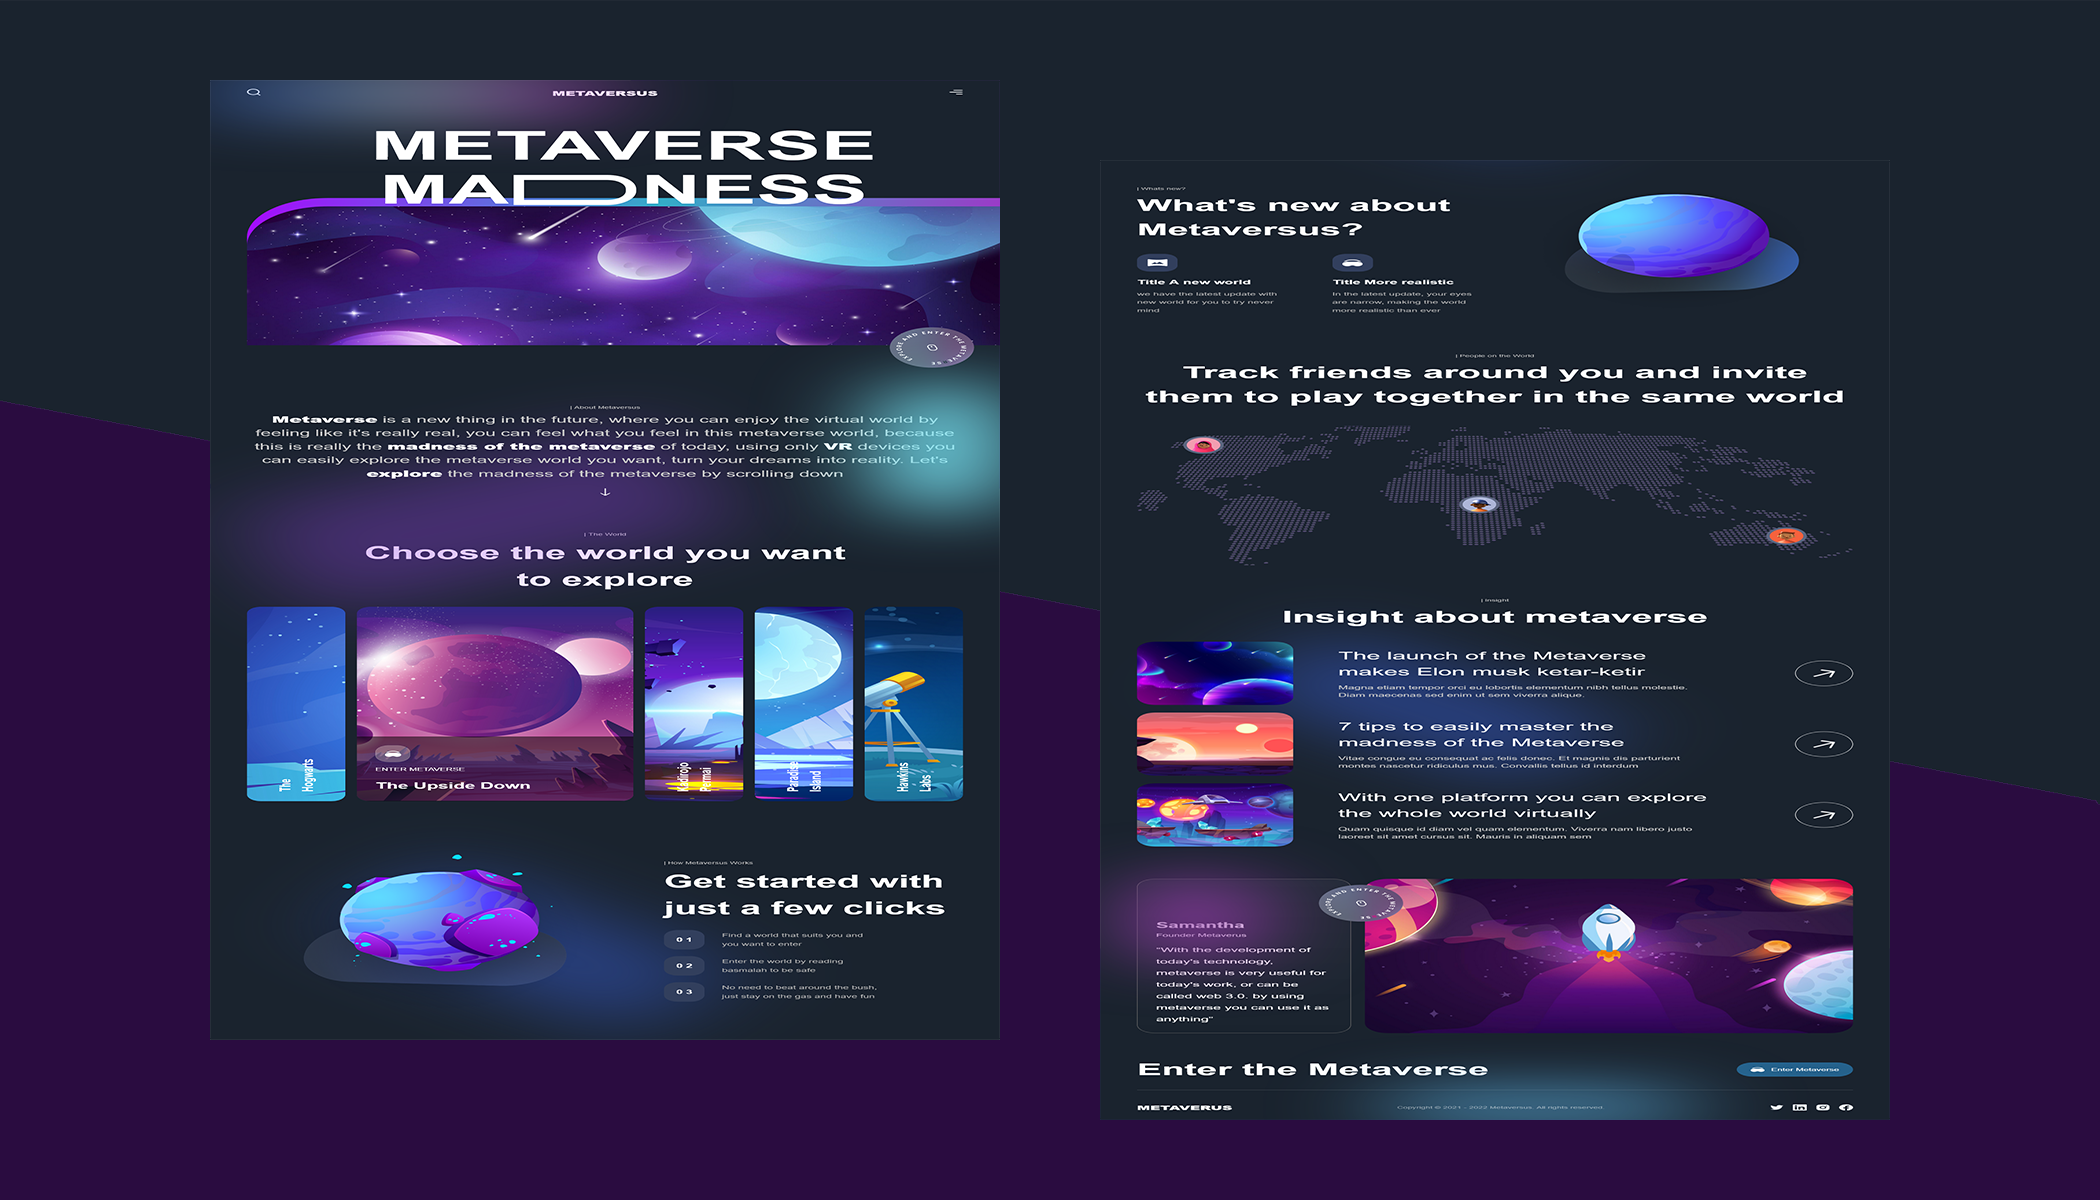 METAVERSUS
METAVERSE
MADNESS
EXPLORE AND ENTER THE METAVERSE
| About Metaversus
Metaverse is a new thing in the future, where you can enjoy the virtual world by
feeling like it's really real, you can feel what you feel in this metaverse world, because
this is really the madness of the metaverse of today, using only VR devices you
can easily explore the metaverse world you want, turn your dreams into reality. Let's
explore the madness of the metaverse by scrolling down
| The World
Choose the world you want
to explore
The
Hogwarts
ENTER METAVERSE
The Upside Down
Kadirojo
Permai
Paradise
Island
Hawkins
Labs
| How Metaversus Works
Get started with
just a few clicks
01
Find a world that suits you and
you want to enter
02
Enter the world by reading
basmalah to be safe
03
No need to beat around the bush,
just stay on the gas and have fun
| Whats new?
What's new about
Metaversus?
Title A new world
we have the latest update with
new world for you to try never
mind
Title More realistic
In the latest update, your eyes
are narrow, making the world
more realistic than ever
| People on the World
Track friends around you and invite
them to play together in the same world
| Insight
Insight about metaverse
The launch of the Metaverse
makes Elon musk ketar-ketir
Magna etiam tempor orci eu lobortis elementum nibh tellus molestie.
Diam maecenas sed enim ut sem viverra alique.
7 tips to easily master the
madness of the Metaverse
Vitae congue eu consequat ac felis donec. Et magnis dis parturient
montes nascetur ridiculus mus. Convallis tellus id interdum
With one platform you can explore
the whole world virtually
Quam quisque id diam vel quam elementum. Viverra nam libero justo
laoreet sit amet cursus sit. Mauris in aliquam sem
EXPLORE AND ENTER THE METAVERSE
Samantha
Founder Metaverus
"With the development of
today's technology,
metaverse is very useful for
today's work, or can be
called web 3.0. by using
metaverse you can use it as
anything"
Enter the Metaverse
Enter Metaverse
METAVERUS
Copyright © 2021 - 2022 Metaversus. All rights reserved.